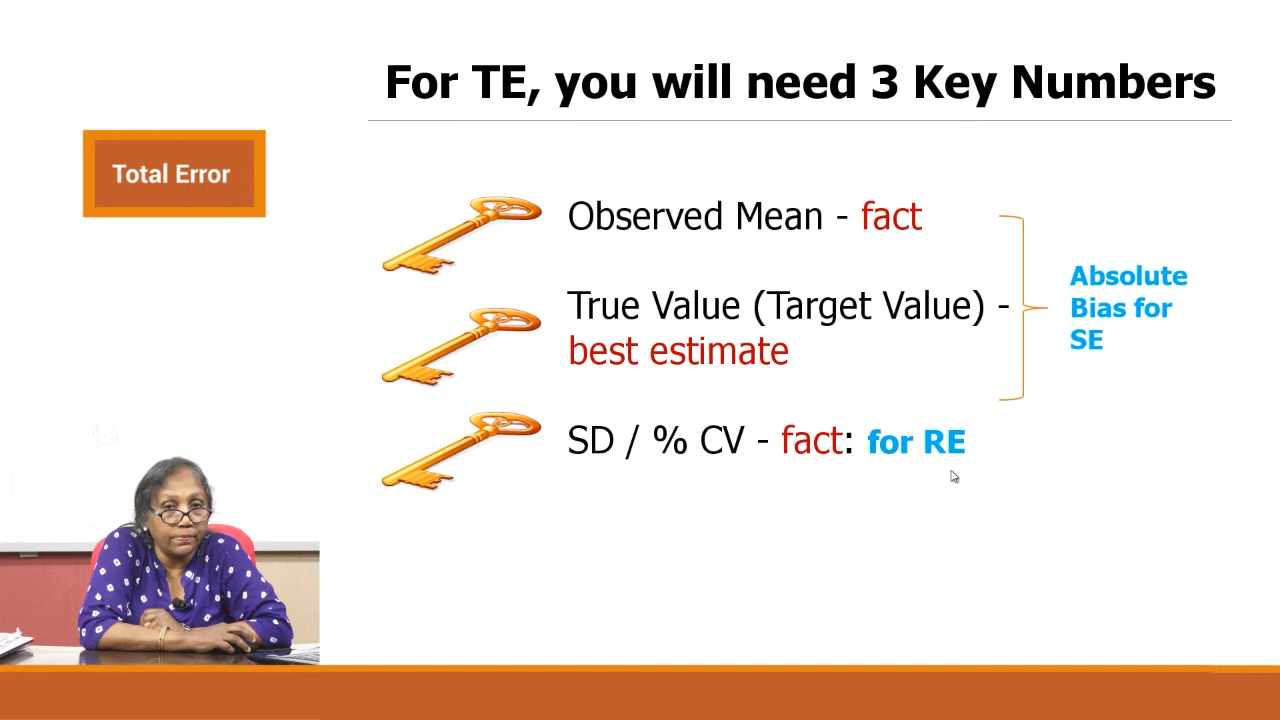 For TE, you will need 3 Key Numbers
Total Error
Observed Mean - fact
True Value (Target Value) -
best estimate
Absolute
Bias for
SE
SD / % CV - fact: for RE